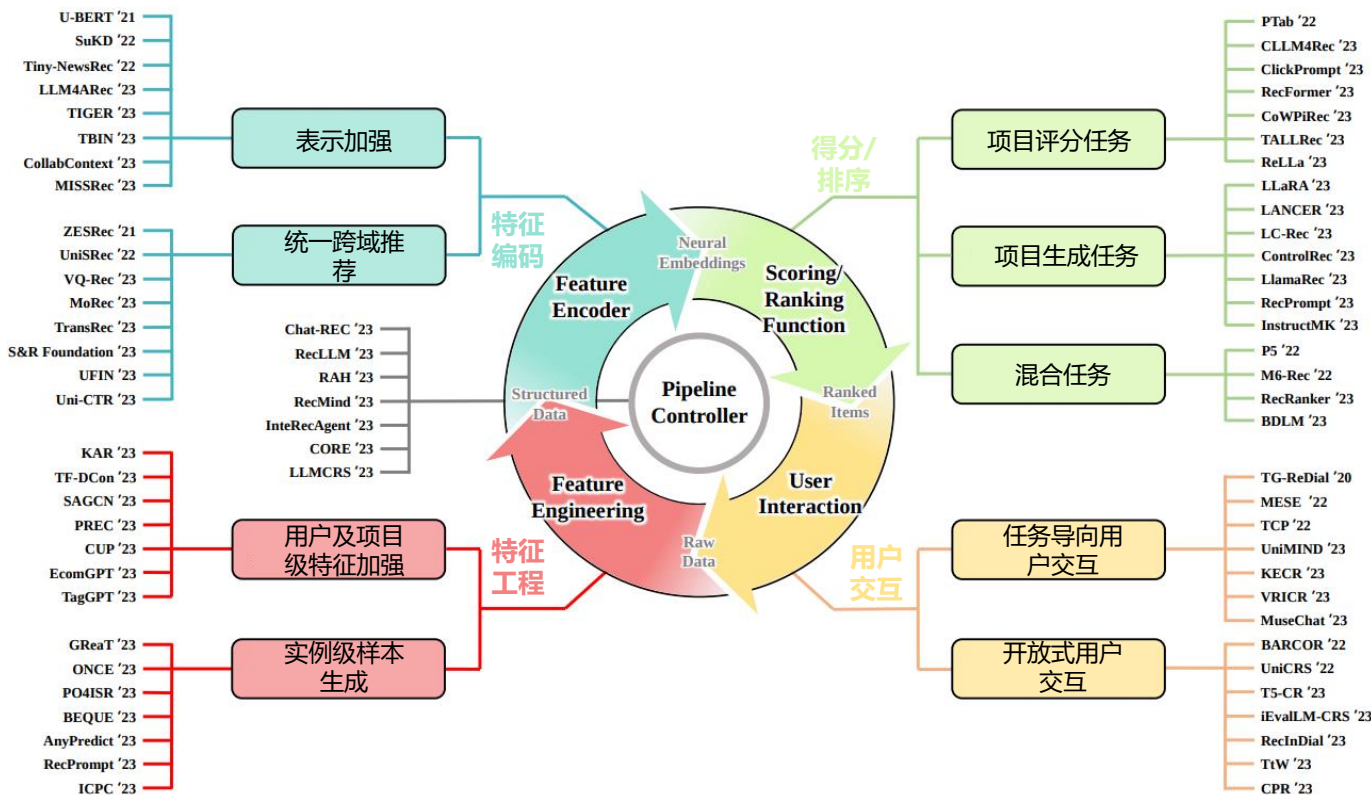 U-BERT ’21
SuKD ’22
Tiny-NewsRec ’22
LLM4ARec ’23
TIGER ’23
TBIN ’23
CollabContext ’23
MISSRec ’23
表示加强
ZESRec ’21
UniSRec ’22
VQ-Rec ’23
MoRec ’23
TransRec ’23
S&R Foundation ’23
UFIN ’23
Uni-CTR ’23
统一跨域推
荐
特征
编码
Chat-REC ’23
RecLLM ’23
RAH ’23
RecMind ’23
InteRecAgent ’23
CORE ’23
LLMCRS ’23
KAR ’23
TF-DCon ’23
SAGCN ’23
PREC ’23
CUP ’23
EcomGPT ’23
TagGPT ’23
用户及项目
级特征加强
特征
工程
GReaT ’23
ONCE ’23
PO4ISR ’23
BEQUE ’23
AnyPredict ’23
RecPrompt ’23
ICPC ’23
实例级样本
生成
Feature
Encoder
Neural
Embeddings
Scoring/
Ranking
Function
Structured
Data
Pipeline
Controller
Ranked
Items
Feature
Engineering
Raw
Data
User
Interaction
得分/
排序
项目评分任务
PTab ’22
CLLM4Rec ’23
ClickPrompt ’23
RecFormer ’23
CoWPiRec ’23
TALLRec ’23
ReLLa ’23
项目生成任务
LLaRA ’23
LANCER ’23
LC-Rec ’23
ControlRec ’23
LlamaRec ’23
RecPrompt ’23
InstructMK ’23
混合任务
P5 ’22
M6-Rec ’22
RecRanker ’23
BDLM ’23
用户
交互
任务导向用
户交互
TG-ReDial ’20
MESE ’22
TCP ’22
UniMIND ’23
KECR ’23
VRICR ’23
MuseChat ’23
开放式用户
交互
BARCOR ’22
UniCRS ’22
T5-CR ’23
iEvalLM-CRS ’23
RecInDial ’23
TtW ’23
CPR ’23